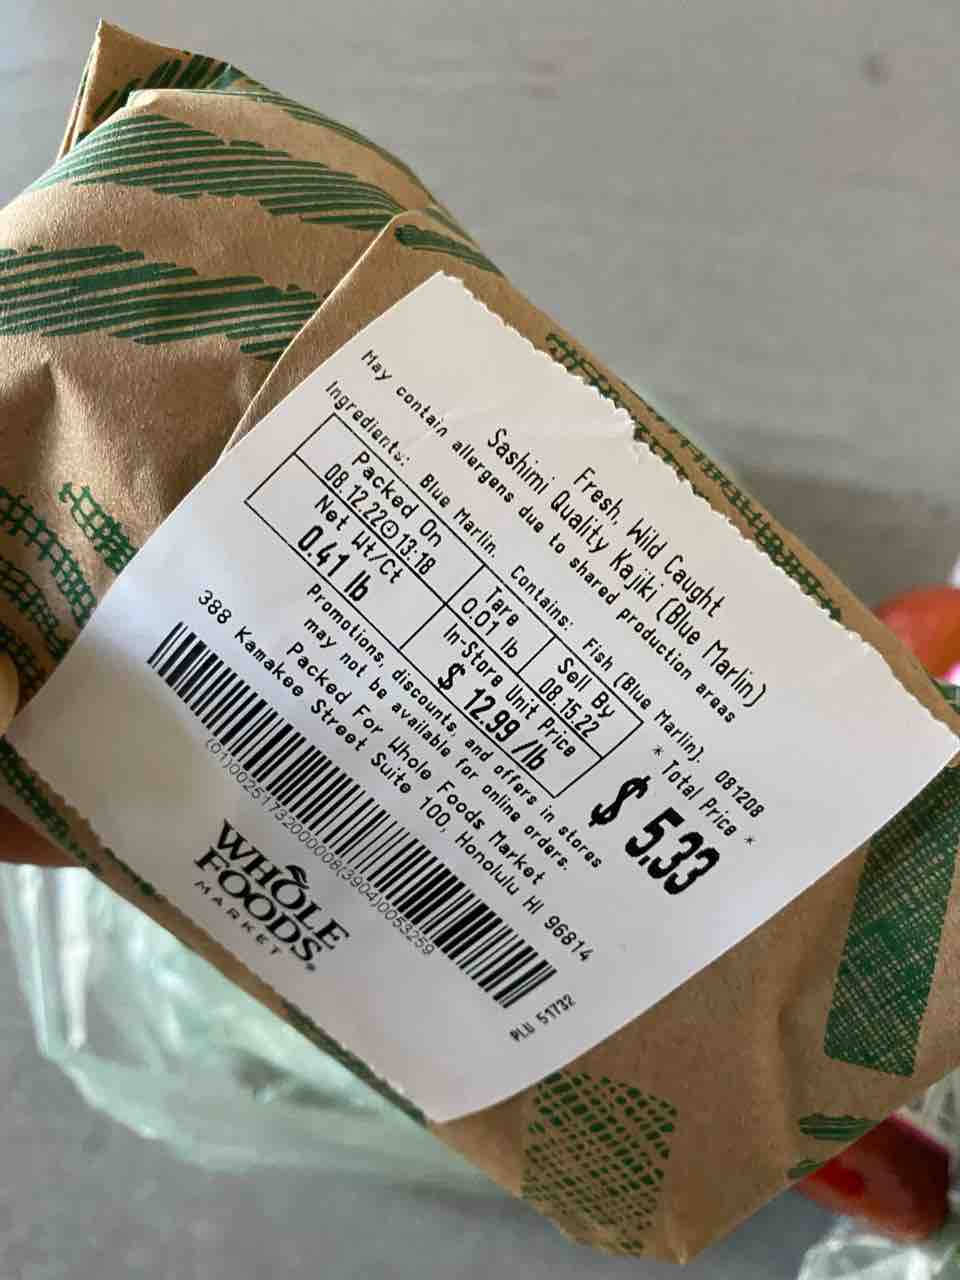 Fresh, Wild Caught
Sashimi Quality Kajiki (Blue Marlin)
May contain allergens due to shared production areas
Ingredients: Blue Marlin. Contains: Fish (Blue Marlin). 081208
Packed On
08.12.22 13:18
Tare
0.01 lb
Sell By
08.15.22
Net Wt/Ct
0.41 lb
In-Store Unit Price
$ 12.99 /lb
* Total Price *
$ 5.33
Promotions, discounts, and offers in stores
may not be available for online orders.
Packed For Whole Foods Market
388 Kamakee Street Suite 100, Honolulu HI 96814
(01)00251732000008(3904)0053259
PLU 51732
WHOLE
FOODS
MARKET